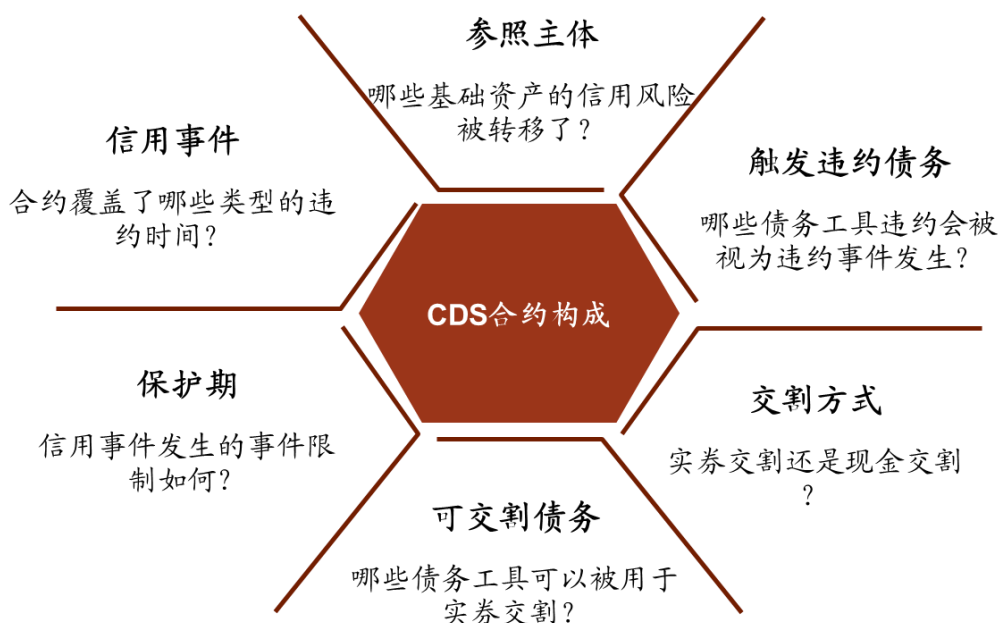 参照主体
哪些基础资产的信用风险
被转移了？
信用事件
合约覆盖了哪些类型的违
约时间？
触发违约债务
哪些债务工具违约会被
视为违约事件发生？
CDS合约构成
保护期
信用事件发生的事件限
制如何？
交割方式
实券交割还是现金交割
？
可交割债务
哪些债务工具可以被用于
实券交割？